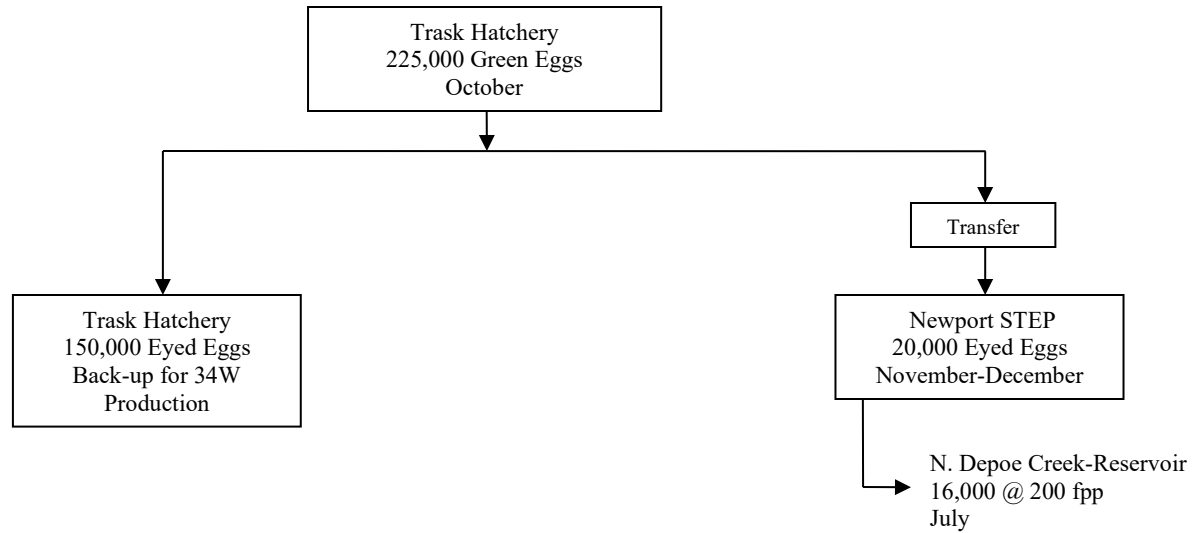 Trask Hatchery
225,000 Green Eggs
October
Transfer
Trask Hatchery
150,000 Eyed Eggs
Back-up for 34W
Production
Newport STEP
20,000 Eyed Eggs
November-December
N. Depoe Creek-Reservoir
16,000 @ 200 fpp
July